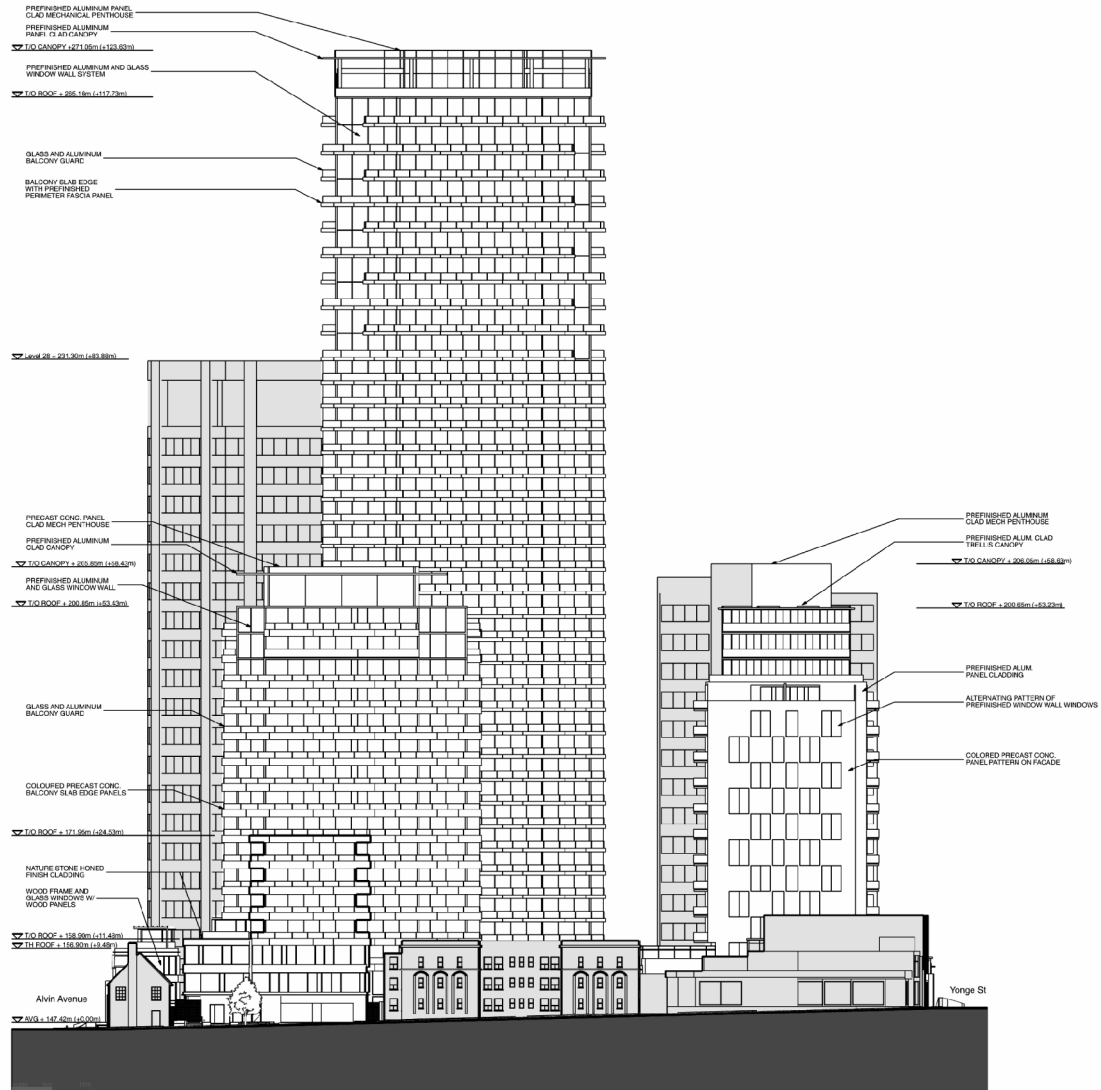 PREFINISHED ALUMINUM PANEL
CLAD MECHANICAL PENTHOUSE
PREFINISHED ALUMINUM
PANEL CLAD CANOPY
T/O CANOPY +271.05m (+123.63m)
PREFINISHED ALUMINUM AND GLASS
WINDOW WALL SYSTEM
T/O ROOF + 265.16m (+117.73m)
GLASS AND ALUMINUM
BALCONY GUARD
BALCONY SLAB EDGE
WITH PREFINISHED
PERIMETER FASCIA PANEL
Level 28 + 231.30m (+83.88m)
PRECAST CONC. PANEL
CLAD MECH PENTHOUSE
PREFINISHED ALUMINUM
CLAD CANOPY
T/O CANOPY + 205.85m (+58.43m)
PREFINISHED ALUMINUM
AND GLASS WINDOW WALL
T/O ROOF + 200.85m (+53.43m)
GLASS AND ALUMINUM
BALCONY GUARD
COLOURED PRECAST CONC.
BALCONY SLAB EDGE PANELS
T/O ROOF + 171.95m (+24.53m)
NATURE STONE HONED
FINISH CLADDING
WOOD FRAME AND
GLASS WINDOWS W/
WOOD PANELS
T/O ROOF + 158.90m (+11.48m)
TH ROOF + 156.90m (+9.48m)
Alvin Avenue
AVG + 147.42m (+0.00m)
PREFINISHED ALUMINUM
CLAD MECH PENTHOUSE
PREFINISHED ALUM. CLAD
TRELLIS CANOPY
T/O CANOPY + 206.05m (+58.63m)
T/O ROOF + 200.65m (+53.23m)
PREFINISHED ALUM.
PANEL CLADDING
ALTERNATING PATTERN OF
PREFINISHED WINDOW WALL WINDOWS
COLORED PRECAST CONC.
PANEL PATTERN ON FACADE
Yonge St